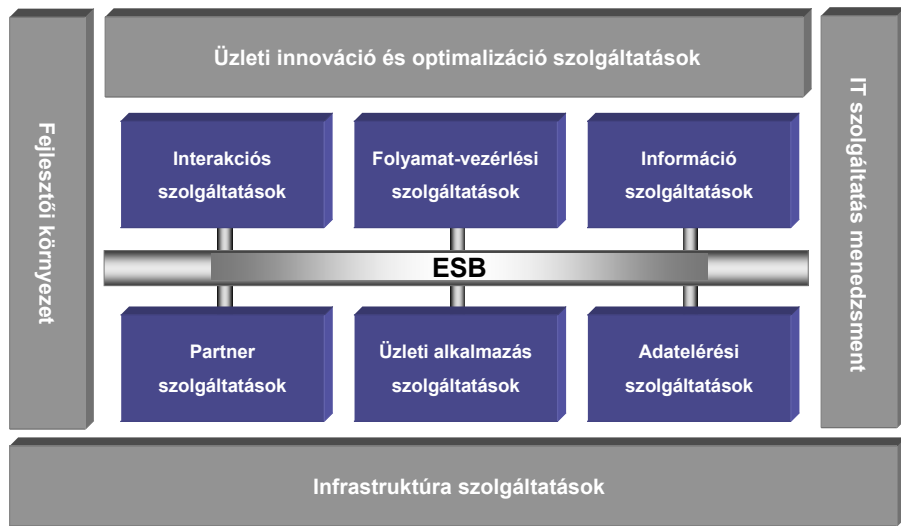 Üzleti innováció és optimalizáció szolgáltatások
Fejlesztői környezet
IT szolgáltatás menedzsment
Interakciós
szolgáltatások
Folyamat-vezérlési
szolgáltatások
Információ
szolgáltatások
ESB
Partner
szolgáltatások
Üzleti alkalmazás
szolgáltatások
Adatelérési
szolgáltatások
Infrastruktúra szolgáltatások